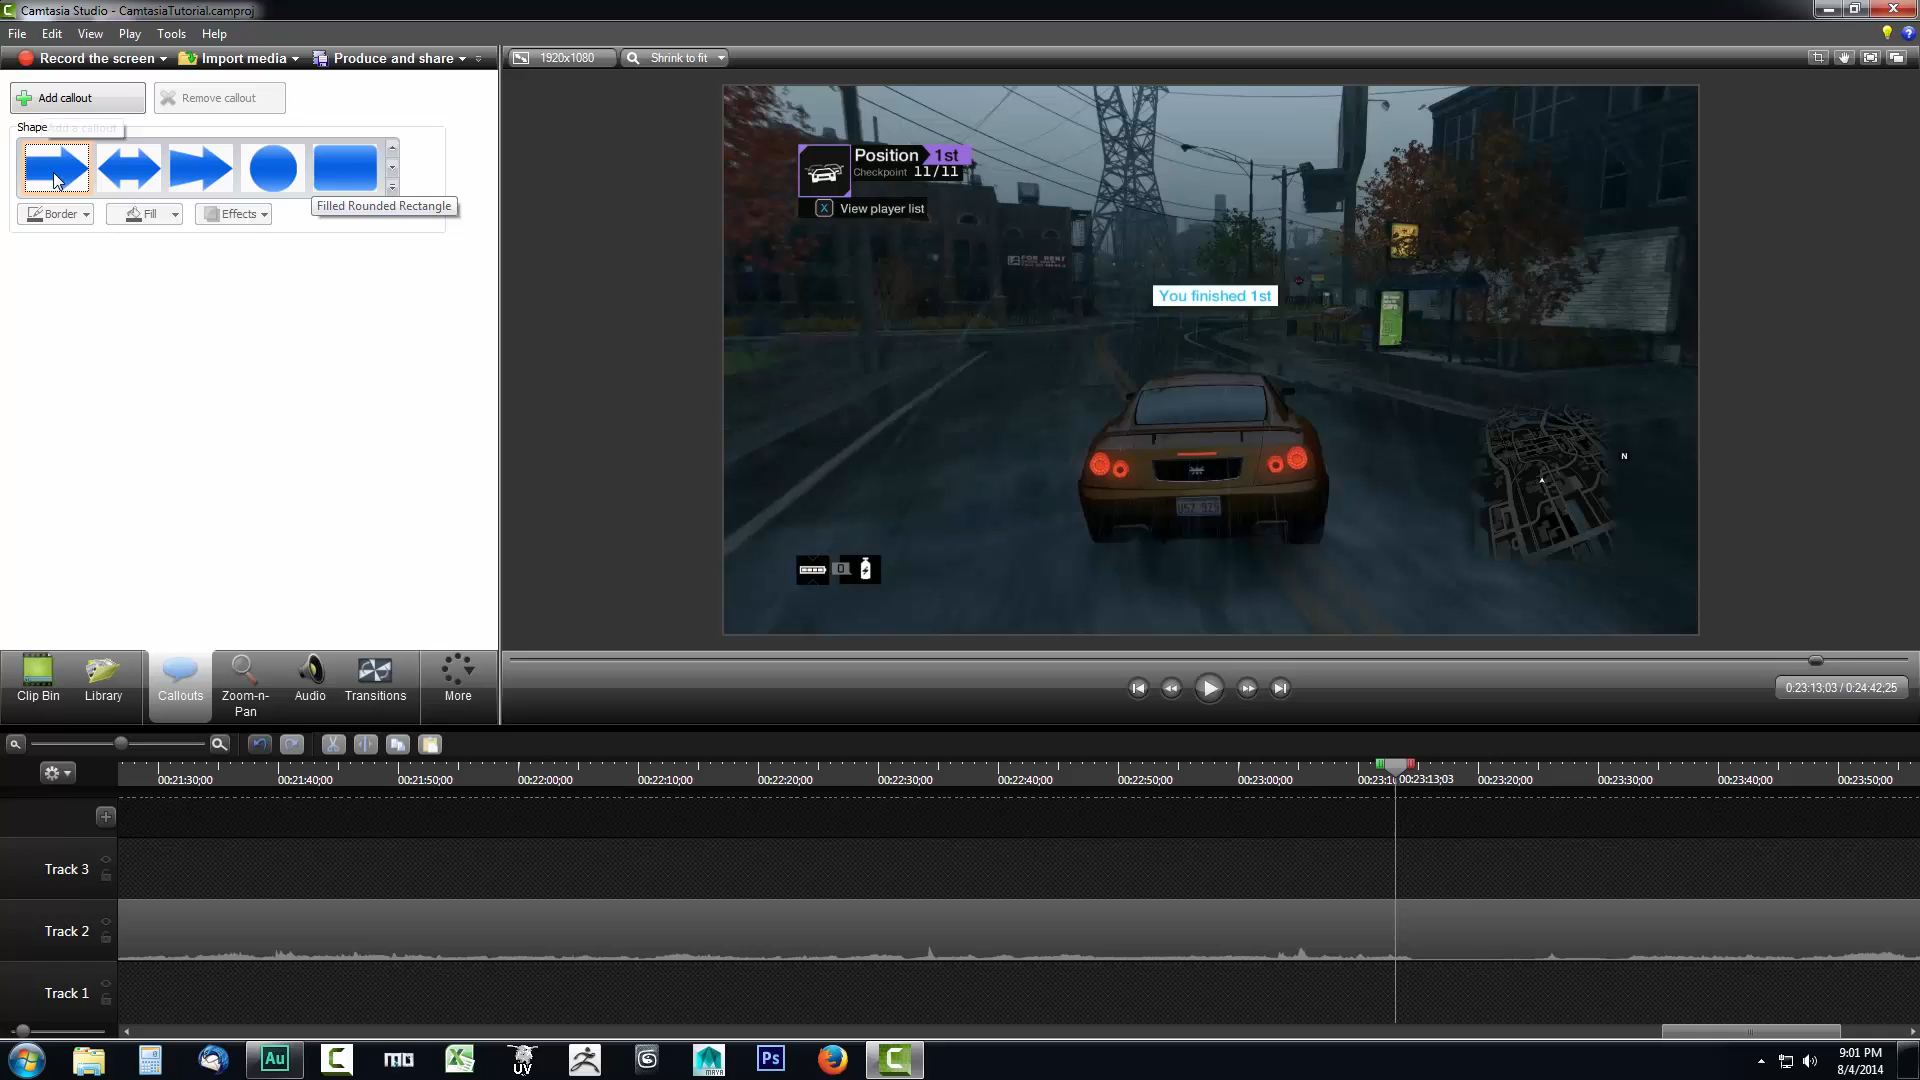 Camtasia Studio - CamtasiaTutorial.camproj
File Edit View Play Tools Help
Record the screen Import media Produce and share
1920x1080 Shrink to fit
Add callout Remove callout
Shape Add a callout
Filled Rounded Rectangle
Border Fill Effects
Position 1st
Checkpoint 11/11
X View player list
FOR RENT
You finished 1st
N
0
Clip Bin Library Callouts Zoom-n-Pan Audio Transitions More
0:23:13;03 / 0:24:42;25
00:21:30;00 00:21:40;00 00:21:50;00 00:22:00;00 00:22:10;00 00:22:20;00 00:22:30;00 00:22:40;00 00:22:50;00 00:23:00;00 00:23:13;03 00:23:20;00 00:23:30;00 00:23:40;00 00:23:50;00
Track 3
Track 2
Track 1
Au UV MAYA Ps
9:01 PM
8/4/2014